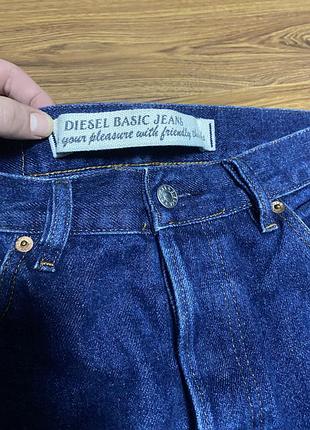 DIESEL BASIC JEANS
your pleasure with friendly